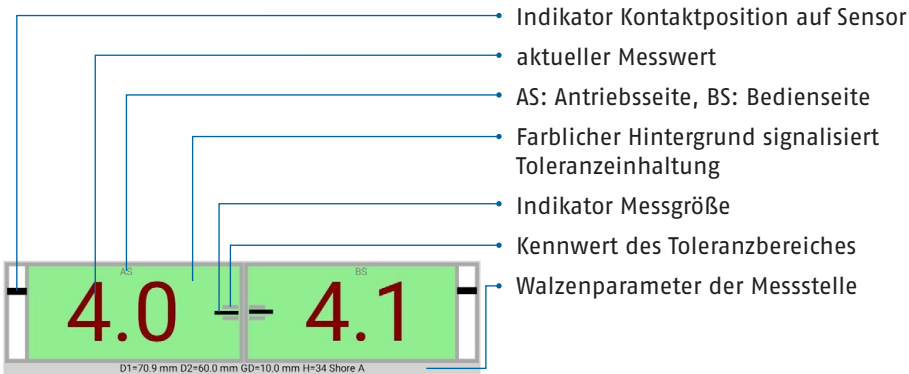 Indikator Kontaktposition auf Sensor
aktueller Messwert
AS: Antriebsseite, BS: Bedienseite
Farblicher Hintergrund signalisiert
Toleranzeinhaltung
Indikator Messgröße
Kennwert des Toleranzbereiches
Walzenparameter der Messstelle
AS
4.0
BS
4.1
D1=70.9 mm D2=60.0 mm GD=10.0 mm H=34 Shore A